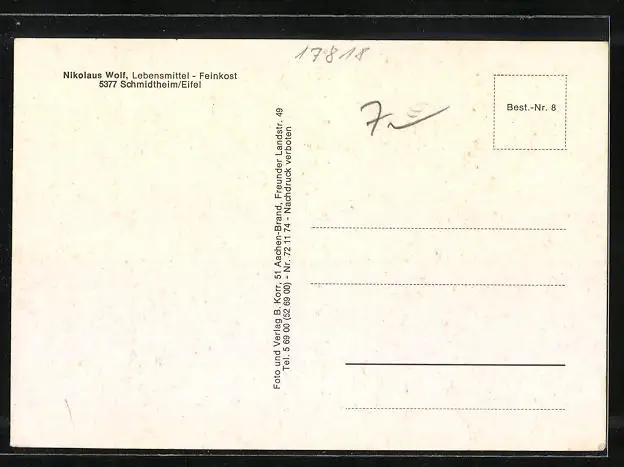 17818
Nikolaus Wolf, Lebensmittel - Feinkost
5377 Schmidtheim/Eifel
7,-
Best.-Nr. 8
Foto und Verlag B. Korr, 51 Aachen-Brand, Freunder Landstr. 49
Tel. 5 69 00 (52 69 00) - Nr. 72 11 74 - Nachdruck verboten